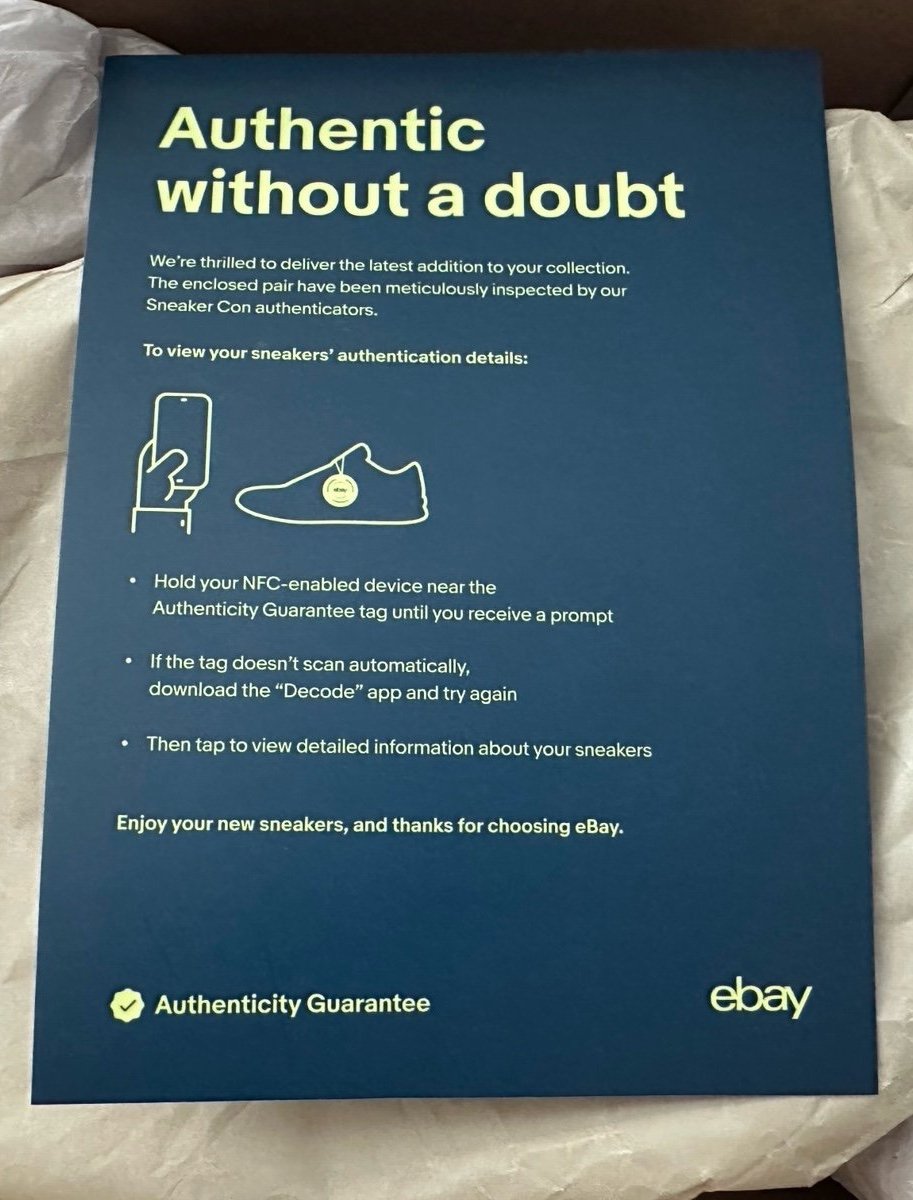 Authentic
without a doubt
We're thrilled to deliver the latest addition to your collection.
The enclosed pair have been meticulously inspected by our
Sneaker Con authenticators.
To view your sneakers' authentication details:
ebay
• Hold your NFC-enabled device near the
Authenticity Guarantee tag until you receive a prompt
• If the tag doesn't scan automatically,
download the “Decode” app and try again
• Then tap to view detailed information about your sneakers
Enjoy your new sneakers, and thanks for choosing eBay.
Authenticity Guarantee
ebay